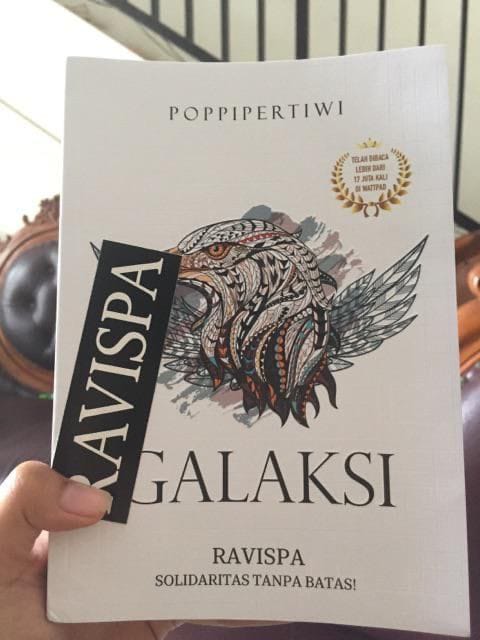 POPPIPERTIWI
TELAH DIBACA
LEBIH DARI
17 JUTA KALI
DI WATTPAD
RAVISPA
GALAKSI
RAVISPA
SOLIDARITAS TANPA BATAS!